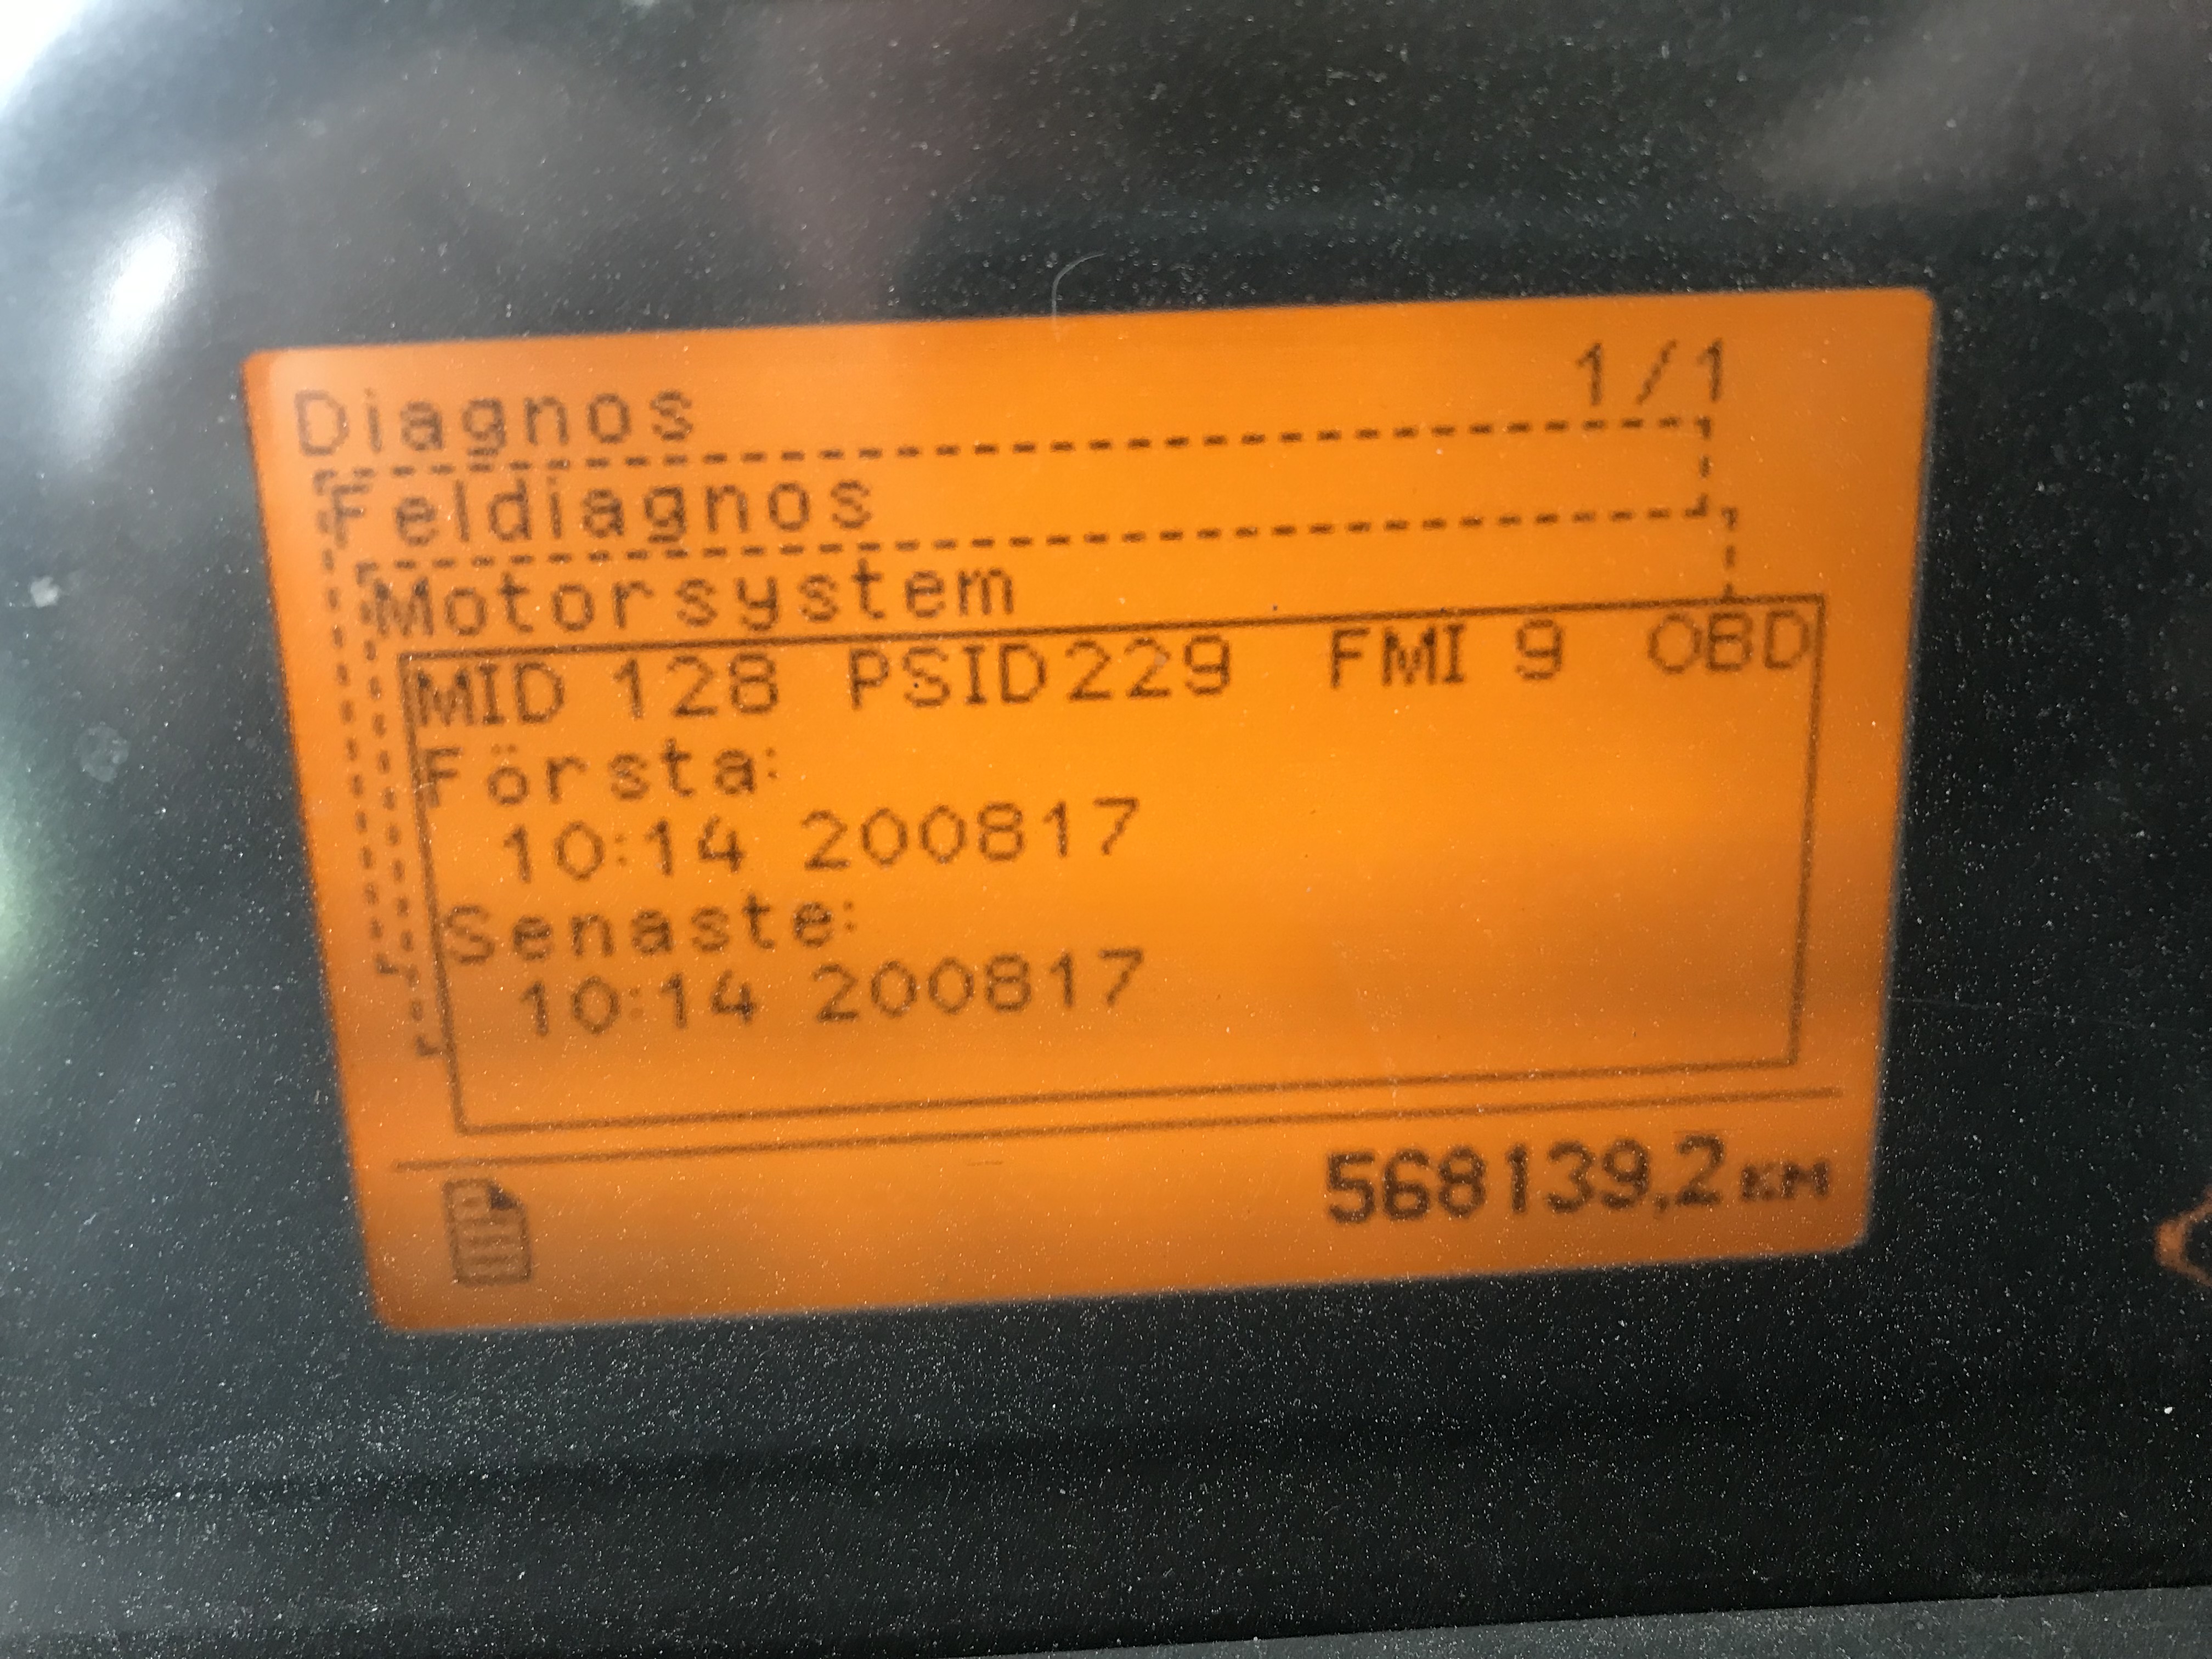 Diagnos 1/1
Feldiagnos
Motorsystem
MID 128 PSID229 FMI 9 OBD
Första:
10:14 200817
Senaste:
10:14 200817
568139,2 KM